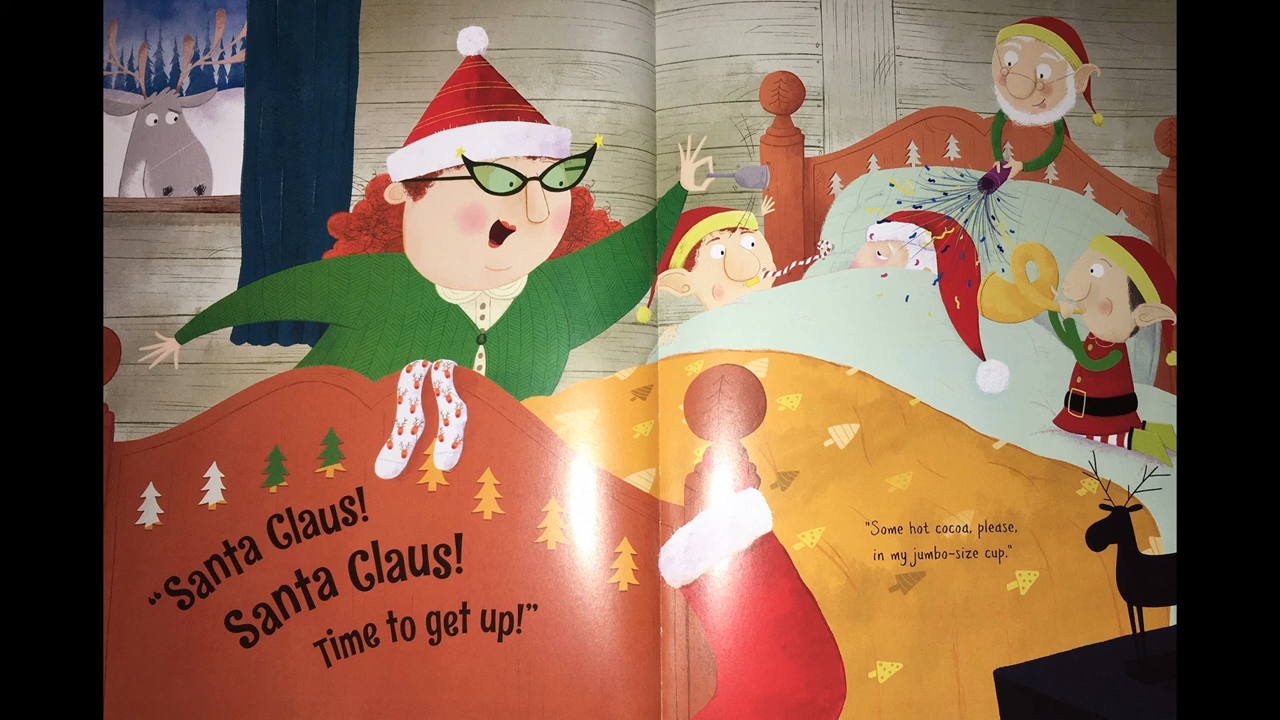 “Santa Claus!
Santa Claus!
Time to get up!”
"Some hot cocoa, please,
in my jumbo-size cup."